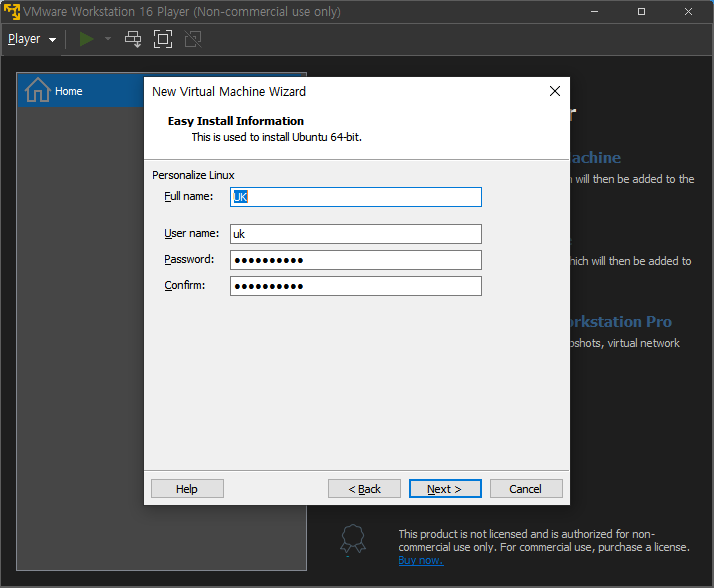 VMware Workstation 16 Player (Non-commercial use only)
Player
Home
New Virtual Machine Wizard
Easy Install Information
This is used to install Ubuntu 64-bit.
Personalize Linux
Full name: UK
User name: uk
Password: ●●●●●●●●●●
Confirm: ●●●●●●●●●●
Help
< Back
Next >
Cancel
r
achine
will then be added to the
hich will then be added to
orkstation Pro
pshots, virtual network
This product is not licensed and is authorized for non-
commercial use only. For commercial use, purchase a license.
Buy now.